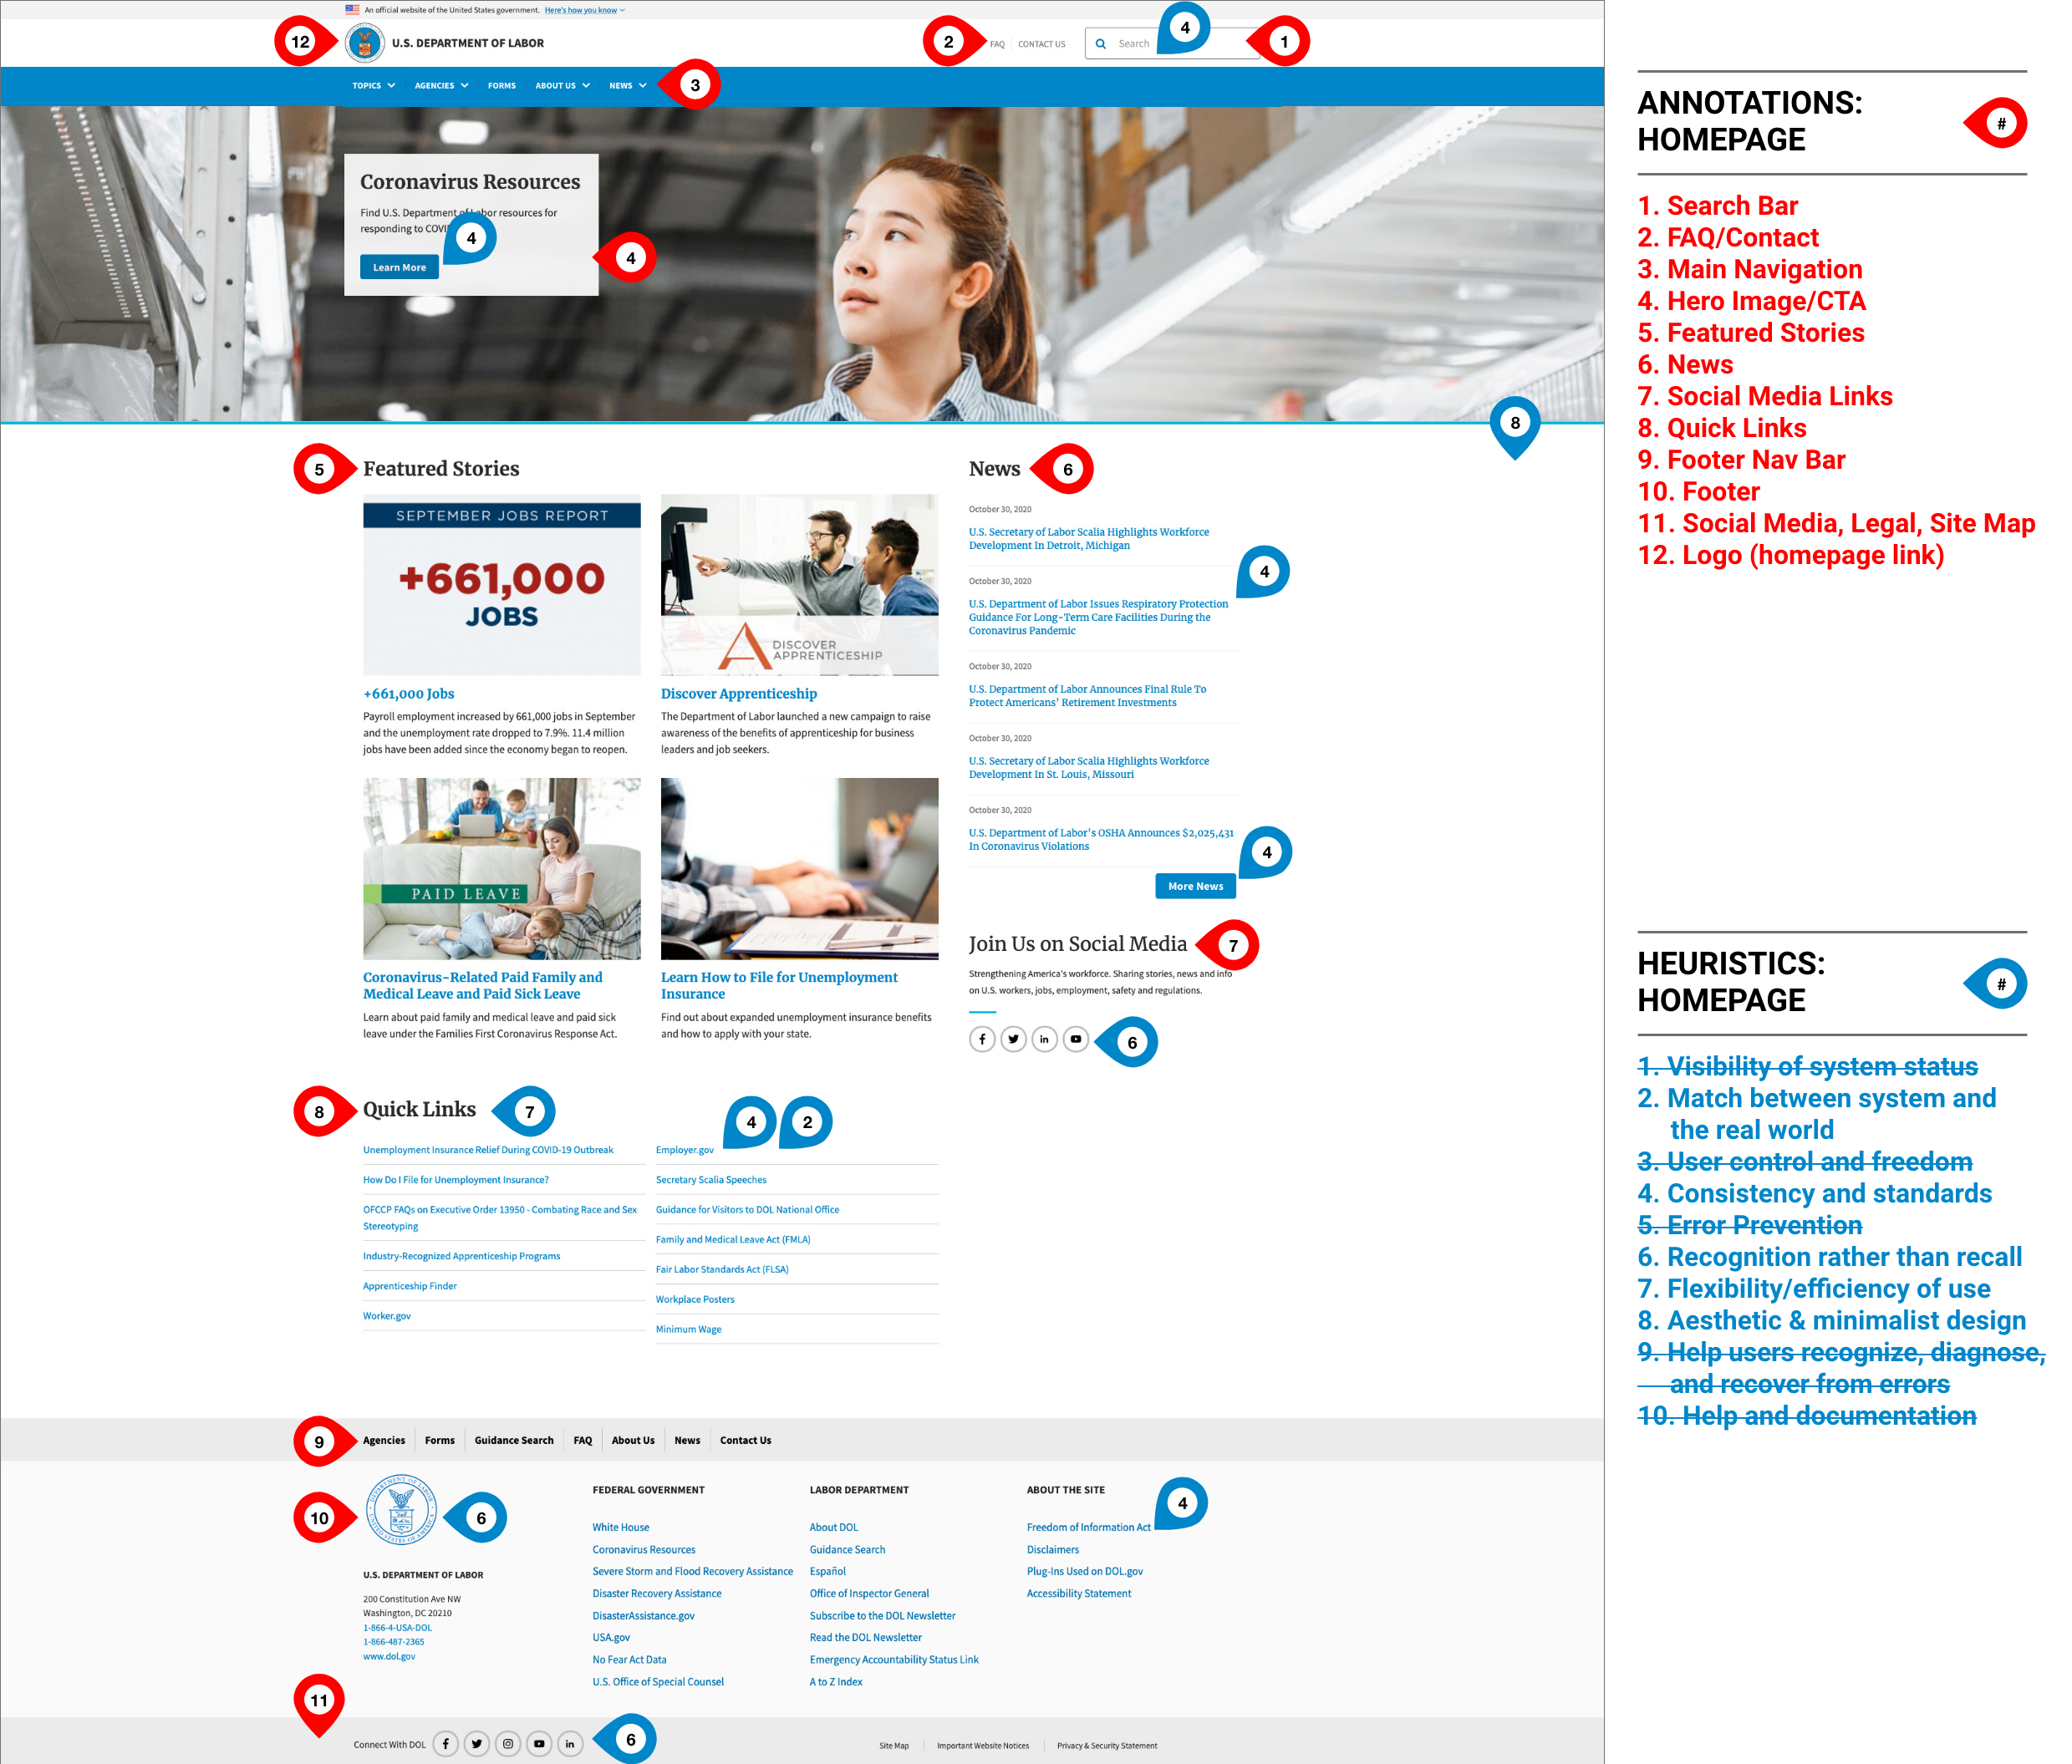 An official website of the United States government. Here's how you know
12
U.S. DEPARTMENT OF LABOR
2
FAQ
CONTACT US
Search
4
1
TOPICS
AGENCIES
FORMS
ABOUT US
NEWS
3
Coronavirus Resources
Find U.S. Department of Labor resources for
responding to COVI
4
Learn More
4
8
5
Featured Stories
SEPTEMBER JOBS REPORT
+661,000
JOBS
+661,000 Jobs
Payroll employment increased by 661,000 jobs in September
and the unemployment rate dropped to 7.9%. 11.4 million
jobs have been added since the economy began to reopen.
DISCOVER
APPRENTICESHIP
Discover Apprenticeship
The Department of Labor launched a new campaign to raise
awareness of the benefits of apprenticeship for business
leaders and job seekers.
PAID LEAVE
Coronavirus-Related Paid Family and
Medical Leave and Paid Sick Leave
Learn about paid family and medical leave and paid sick
leave under the Families First Coronavirus Response Act.
Learn How to File for Unemployment
Insurance
Find out about expanded unemployment insurance benefits
and how to apply with your state.
News
6
October 30, 2020
U.S. Secretary of Labor Scalia Highlights Workforce
Development In Detroit, Michigan
4
October 30, 2020
U.S. Department of Labor Issues Respiratory Protection
Guidance For Long-Term Care Facilities During the
Coronavirus Pandemic
October 30, 2020
U.S. Department of Labor Announces Final Rule To
Protect Americans' Retirement Investments
October 30, 2020
U.S. Secretary of Labor Scalia Highlights Workforce
Development In St. Louis, Missouri
October 30, 2020
U.S. Department of Labor's OSHA Announces $2,025,431
In Coronavirus Violations
4
More News
Join Us on Social Media
7
Strengthening America's workforce. Sharing stories, news and info
on U.S. workers, jobs, employment, safety and regulations.
6
8
Quick Links
7
4
2
Unemployment Insurance Relief During COVID-19 Outbreak
How Do I File for Unemployment Insurance?
OFCCP FAQs on Executive Order 13950 - Combating Race and Sex
Stereotyping
Industry-Recognized Apprenticeship Programs
Apprenticeship Finder
Worker.gov
Employer.gov
Secretary Scalia Speeches
Guidance for Visitors to DOL National Office
Family and Medical Leave Act (FMLA)
Fair Labor Standards Act (FLSA)
Workplace Posters
Minimum Wage
9
Agencies
Forms
Guidance Search
FAQ
About Us
News
Contact Us
10
DEPARTMENT OF LABOR
UNITED STATES OF AMERICA
6
U.S. DEPARTMENT OF LABOR
200 Constitution Ave NW
Washington, DC 20210
1-866-4-USA-DOL
1-866-487-2365
www.dol.gov
FEDERAL GOVERNMENT
White House
Coronavirus Resources
Severe Storm and Flood Recovery Assistance
Disaster Recovery Assistance
DisasterAssistance.gov
USA.gov
No Fear Act Data
U.S. Office of Special Counsel
LABOR DEPARTMENT
About DOL
Guidance Search
Español
Office of Inspector General
Subscribe to the DOL Newsletter
Read the DOL Newsletter
Emergency Accountability Status Link
A to Z Index
ABOUT THE SITE
4
Freedom of Information Act
Disclaimers
Plug-Ins Used on DOL.gov
Accessibility Statement
11
Connect With DOL
6
Site Map
Important Website Notices
Privacy & Security Statement
ANNOTATIONS:
HOMEPAGE
#
1. Search Bar
2. FAQ/Contact
3. Main Navigation
4. Hero Image/CTA
5. Featured Stories
6. News
7. Social Media Links
8. Quick Links
9. Footer Nav Bar
10. Footer
11. Social Media, Legal, Site Map
12. Logo (homepage link)
HEURISTICS:
HOMEPAGE
#
1. Visibility of system status
2. Match between system and
the real world
3. User control and freedom
4. Consistency and standards
5. Error Prevention
6. Recognition rather than recall
7. Flexibility/efficiency of use
8. Aesthetic & minimalist design
9. Help users recognize, diagnose,
and recover from errors
10. Help and documentation